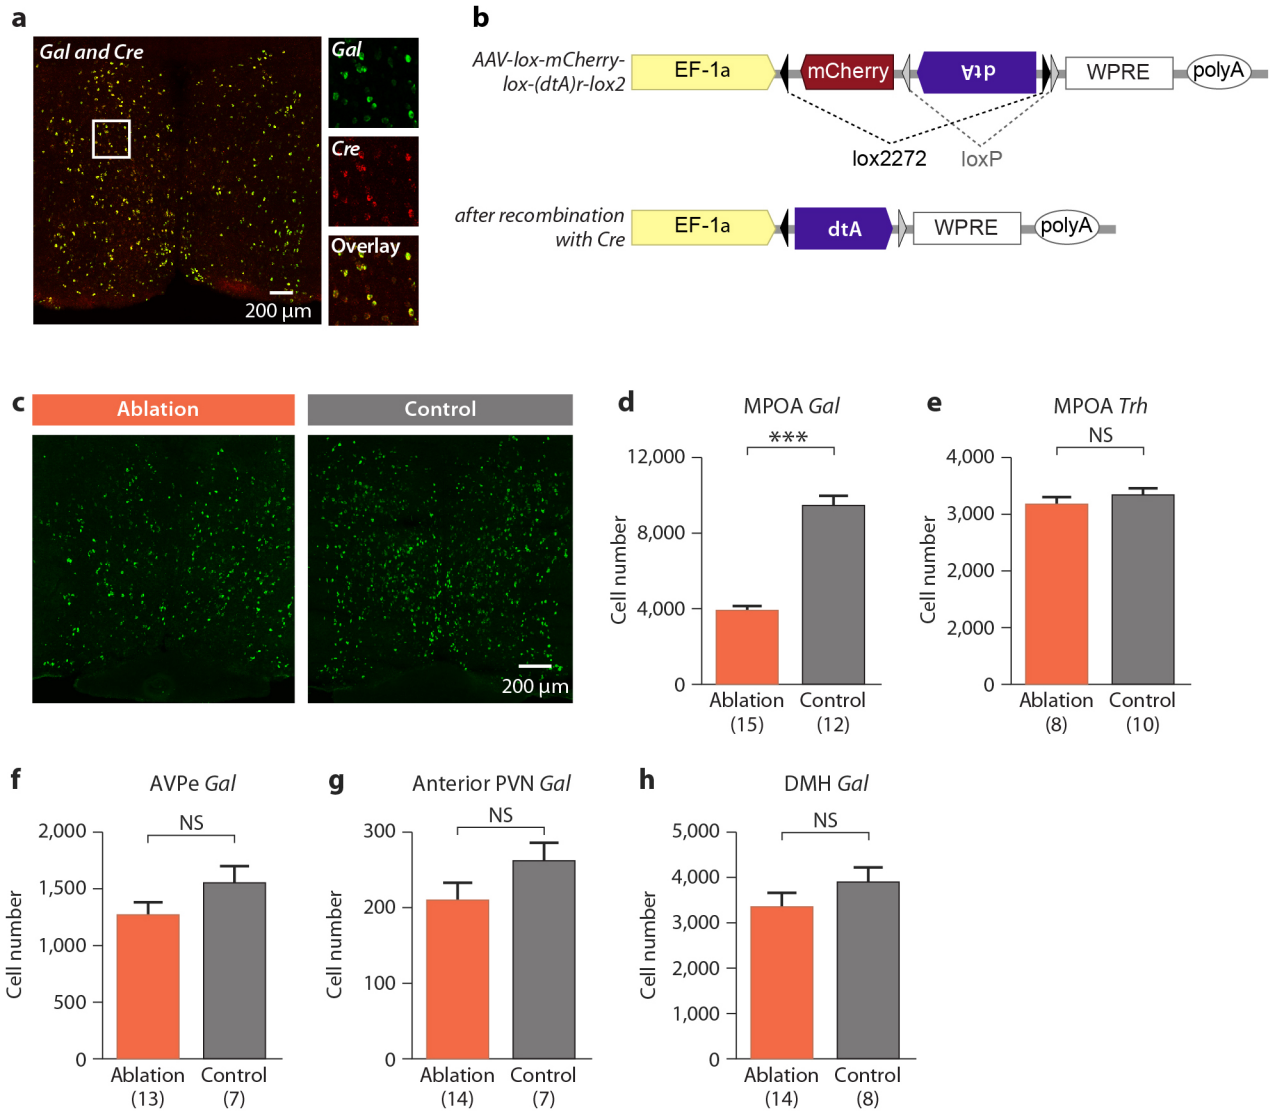 a
Gal and Cre
Gal
Cre
Overlay
200 µm
b
AAV-lox-mCherry-
lox-(dtA)r-lox2
EF-1a
mCherry
dtA
WPRE
polyA
lox2272
loxP
after recombination
with Cre
EF-1a
dtA
WPRE
polyA
c
Ablation
Control
200 µm
d
MPOA Gal
***
12,000
8,000
4,000
0
Cell number
Ablation
(15)
Control
(12)
e
MPOA Trh
NS
4,000
3,000
2,000
2,000
0
Cell number
Ablation
(8)
Control
(10)
f
AVPe Gal
NS
2,000
1,500
1,000
500
0
Cell number
Ablation
(13)
Control
(7)
g
Anterior PVN Gal
NS
300
200
100
0
Cell number
Ablation
(14)
Control
(7)
h
DMH Gal
NS
5,000
4,000
3,000
2,000
1,000
0
Cell number
Ablation
(14)
Control
(8)